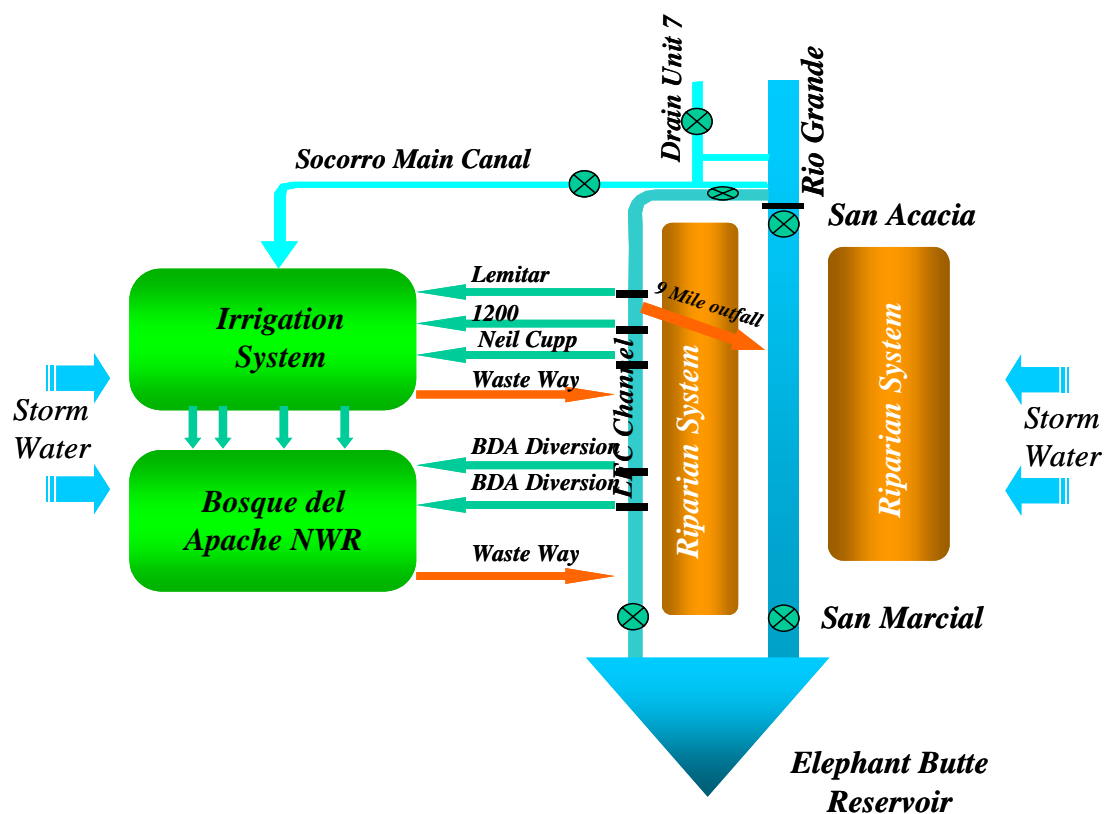 Drain Unit 7
Rio Grande
Socorro Main Canal
San Acacia
Lemitar
9 Mile outfall
1200
Irrigation
System
Neil Cupp
Waste Way
LFC Channel
Riparian System
Riparian System
Storm
Water
Storm
Water
BDA Diversion
BDA Diversion
Bosque del
Apache NWR
Waste Way
San Marcial
Elephant Butte
Reservoir